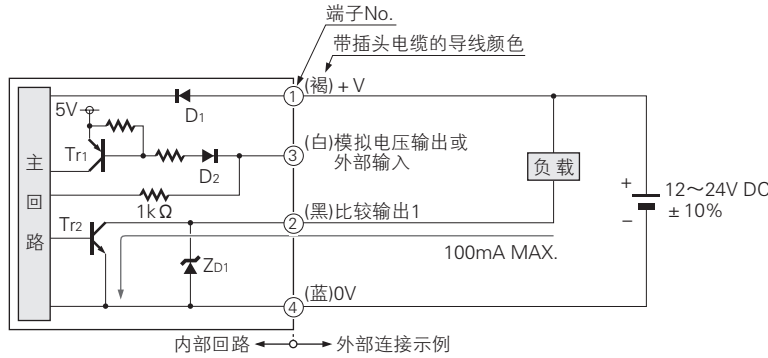 端子No.
带插头电缆的导线颜色
(褐)+V
1
D1
5V
Tr1
(白)模拟电压输出或
外部输入
3
D2
主回路
1kΩ
负载
+
12～24V DC
±10%
−
Tr2
2
(黑)比较输出1
100mA MAX.
ZD1
4
(蓝)0V
内部回路
外部连接示例